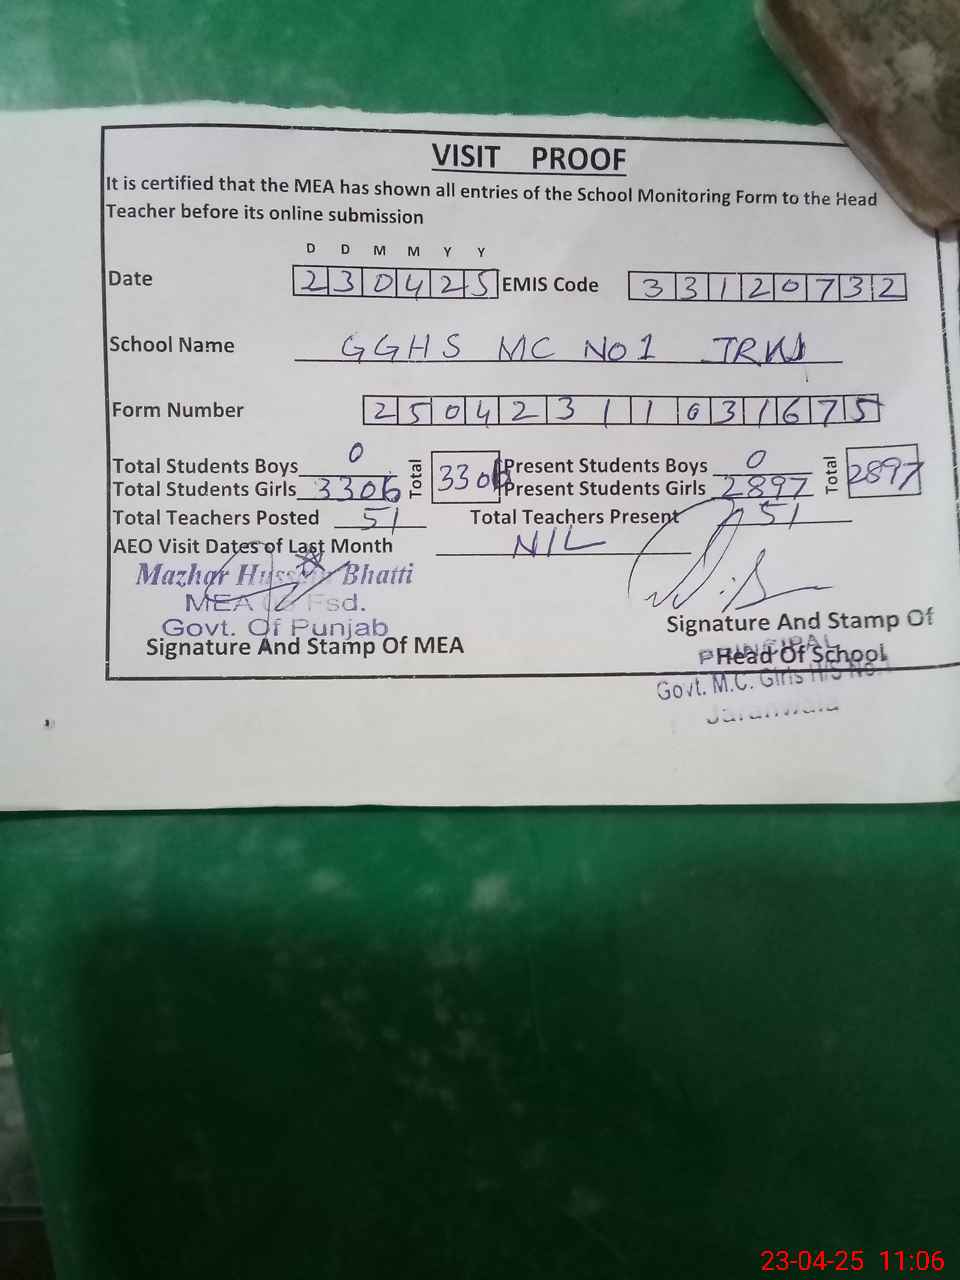 VISIT PROOF
It is certified that the MEA has shown all entries of the School Monitoring Form to the Head
Teacher before its online submission
D D M M Y Y
Date 230425 EMIS Code 33120732
School Name GGHS MC NO 1 JRW
Form Number 25042311031675
Total Students Boys 0 Total 3306 Present Students Boys 0 Total 2897
Total Students Girls 3306 Present Students Girls 2897
Total Teachers Posted 51 Total Teachers Present 51
AEO Visit Dates of Last Month NIL
Mazhar Hussain Bhatti
MEA Fsd.
Govt. Of Punjab
Signature And Stamp Of MEA
Signature And Stamp Of
Head Of School
PRINCIPAL
Govt. M.C. Girls H/S No.
Jaranwala
23-04-25 11:06